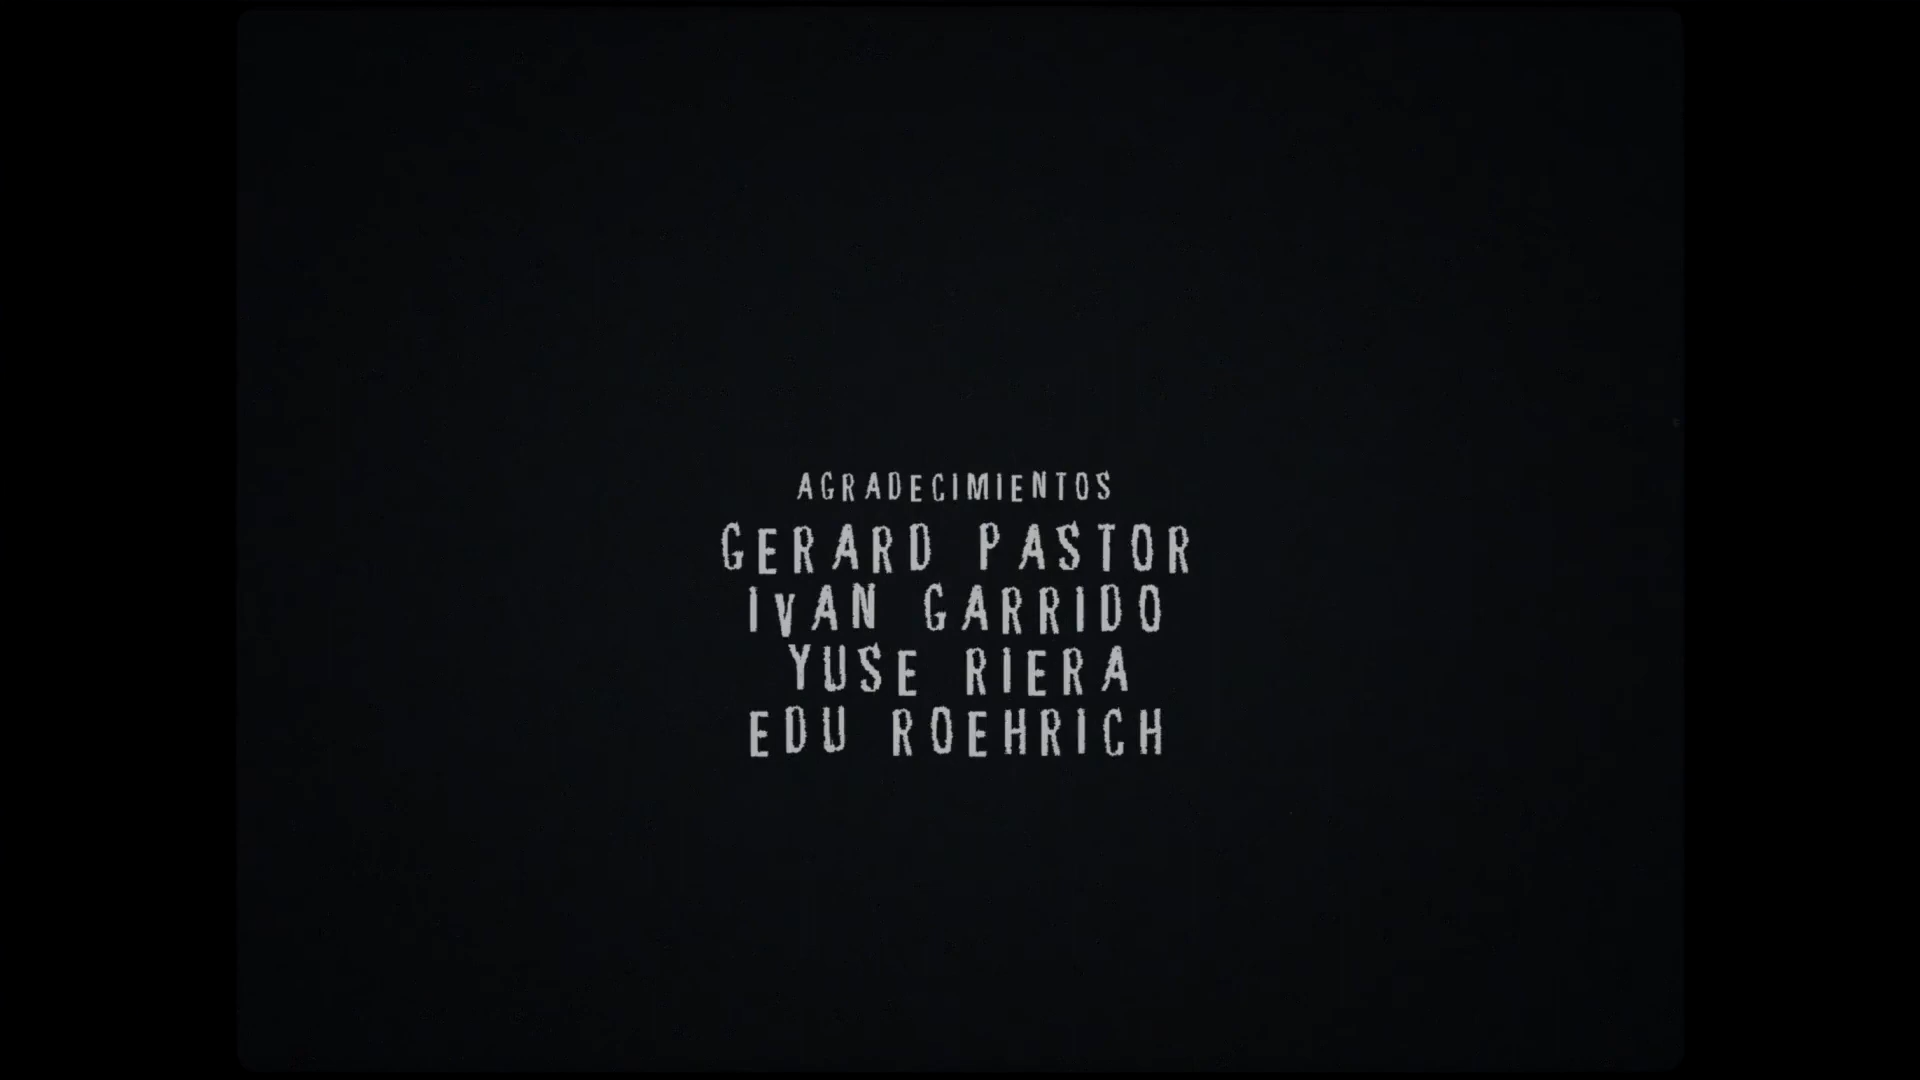 AGRADECIMIENTOS
GERARD PASTOR
IVAN GARRIDO
YUSE RIERA
EDU ROEHRICH